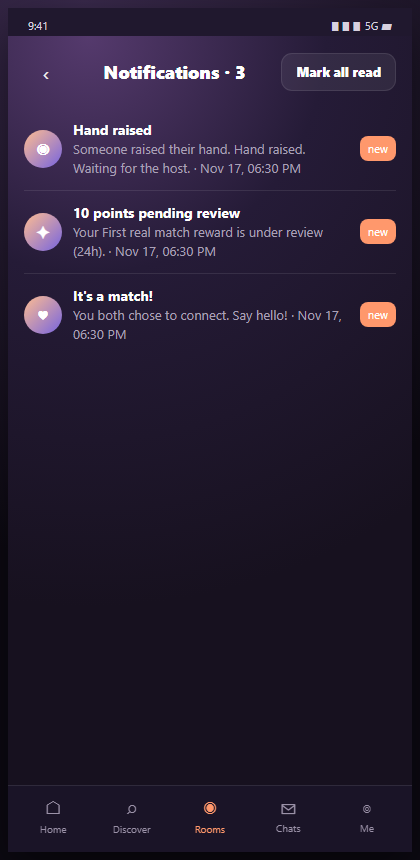 9:41
5G
‹ Notifications · 3 Mark all read
Hand raised
Someone raised their hand. Hand raised.
Waiting for the host. · Nov 17, 06:30 PM
new
10 points pending review
Your First real match reward is under review
(24h). · Nov 17, 06:30 PM
new
It's a match!
You both chose to connect. Say hello! · Nov 17,
06:30 PM
new
Home
Discover
Rooms
Chats
Me